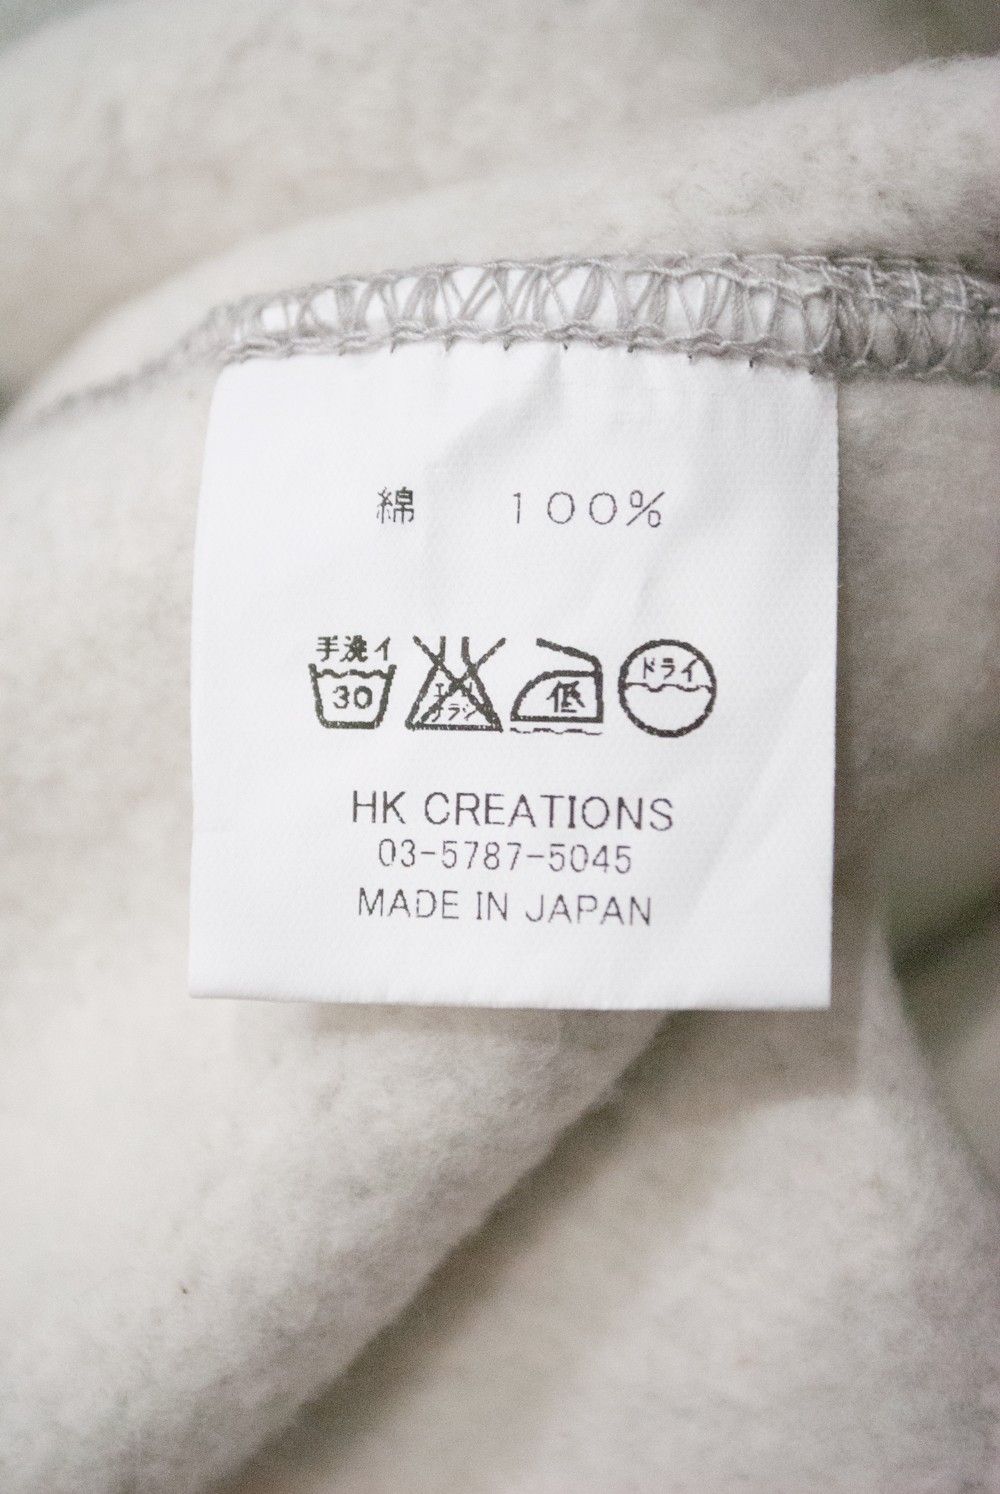 綿 100%
手洗イ
30
エンソ
サラシ
低
ドライ
HK CREATIONS
03-5787-5045
MADE IN JAPAN